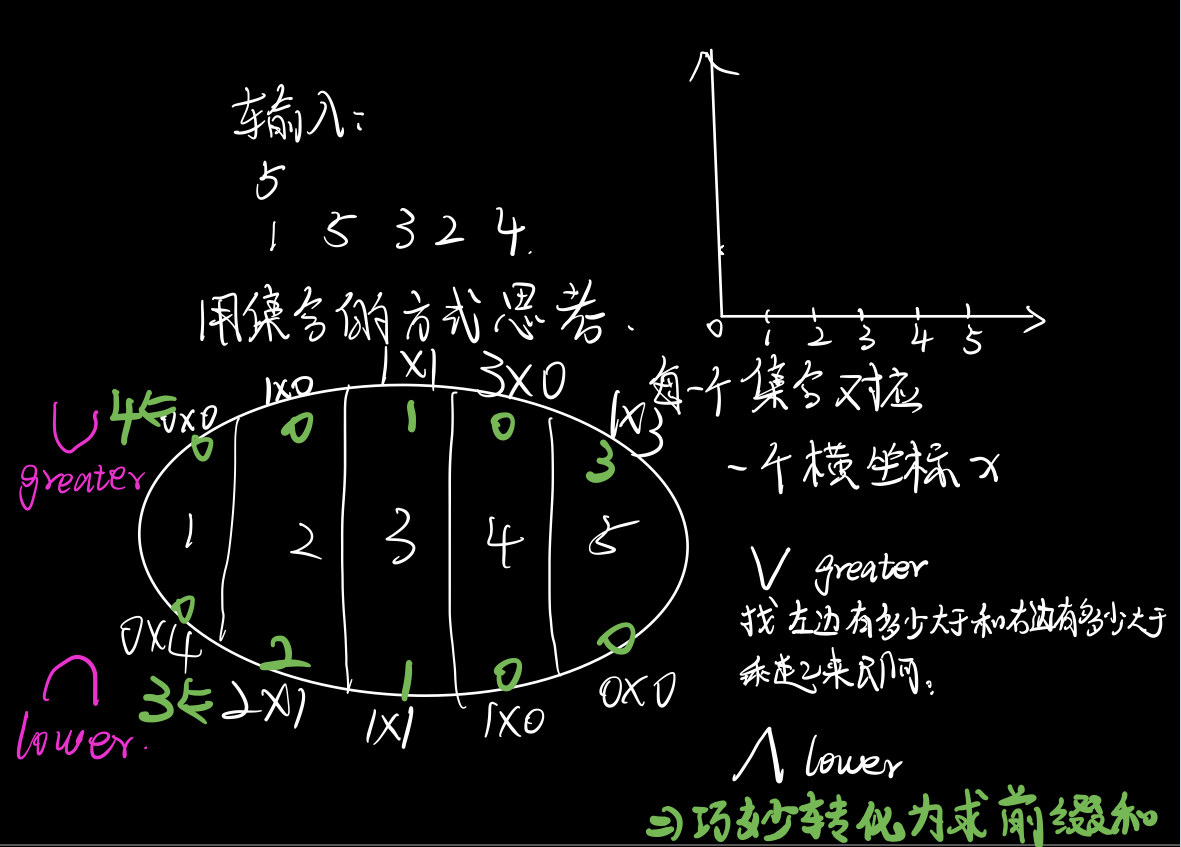 输入:
5
1 5 3 2 4.
用集合的方式思考.
0 1 2 3 4 5
每一个集合对应
一个横坐标x
1x0 1x1 3x0
4← 0x0 1x3
0 0 1 0 3
∪
greater
1 2 3 4 5
0 2 1 0 0
0x4
3← 2x1 1x1 1x0 0x0
∩
lower.
V greater
找左边有多少大于和右边有多少大于
乘起来即可。
Λ lower
⇒巧妙转化为求前缀和